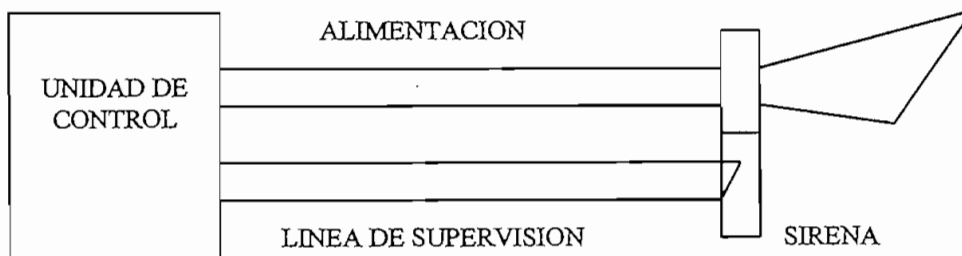 ALIMENTACION
UNIDAD DE
CONTROL
LINEA DE SUPERVISION
SIRENA